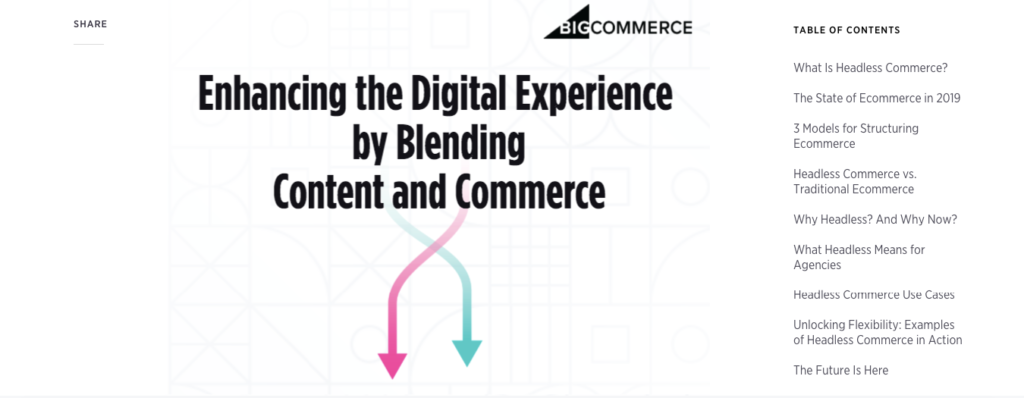 SHARE
BIGCOMMERCE
Enhancing the Digital Experience
by Blending
Content and Commerce
TABLE OF CONTENTS
What Is Headless Commerce?
The State of Ecommerce in 2019
3 Models for Structuring
Ecommerce
Headless Commerce vs.
Traditional Ecommerce
Why Headless? And Why Now?
What Headless Means for
Agencies
Headless Commerce Use Cases
Unlocking Flexibility: Examples
of Headless Commerce in Action
The Future Is Here